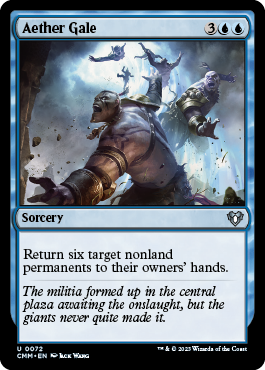 Aether Gale 3
Sorcery
Return six target nonland
permanents to their owners' hands.
The militia formed up in the central
plaza awaiting the onslaught, but the
giants never quite made it.
U 0072
CMM • EN Jack Wang
™ & © 2023 Wizards of the Coast